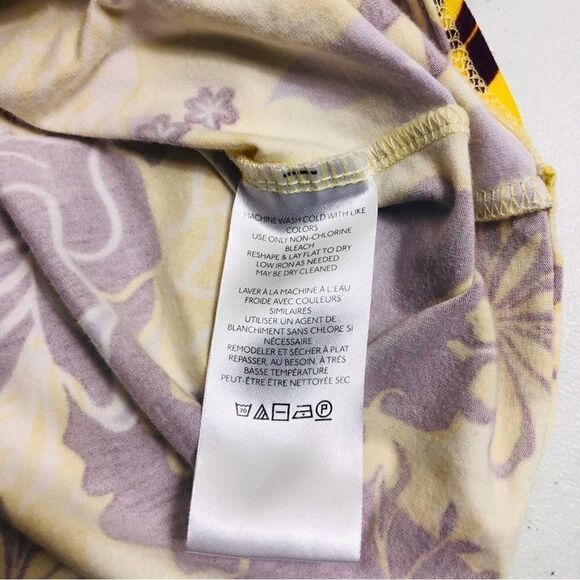 MACHINE WASH COLD WITH LIKE
COLORS
USE ONLY NON-CHLORINE
BLEACH
RESHAPE & LAY FLAT TO DRY
LOW IRON AS NEEDED
MAY BE DRY CLEANED
LAVER À LA MACHINE À L'EAU
FROIDE AVEC COULEURS
SIMILAIRES
UTILISER UN AGENT DE
BLANCHIMENT SANS CHLORE SI
NÉCESSAIRE
REMODELER ET SÉCHER À PLAT
REPASSER, AU BESOIN, À TRÈS
BASSE TEMPÉRATURE
PEUT-ÊTRE ÊTRE NETTOYÉE SEC
30 P